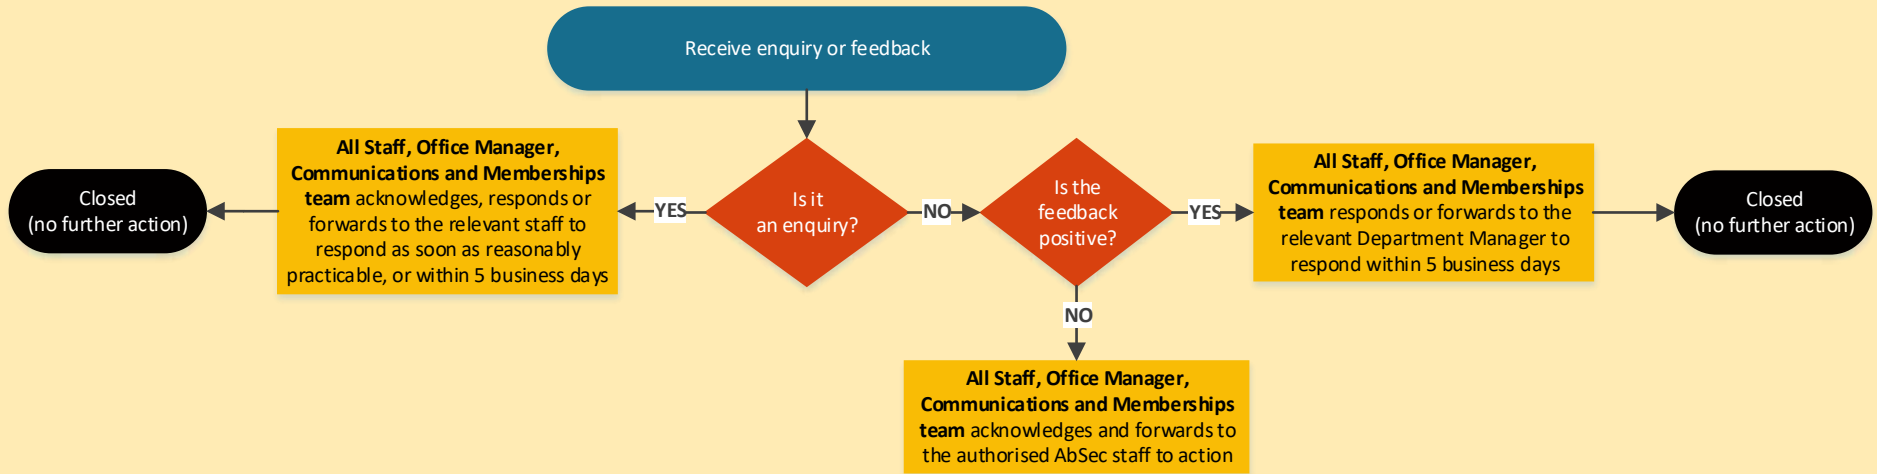 Receive enquiry or feedback
Closed
(no further action)
All Staff, Office Manager,
Communications and Memberships
team acknowledges, responds or
forwards to the relevant staff to
respond as soon as reasonably
practicable, or within 5 business days
YES
Is it
an enquiry?
NO
Is the
feedback
positive?
YES
All Staff, Office Manager,
Communications and Memberships
team responds or forwards to the
relevant Department Manager to
respond within 5 business days
Closed
(no further action)
NO
All Staff, Office Manager,
Communications and Memberships
team acknowledges and forwards to
the authorised AbSec staff to action